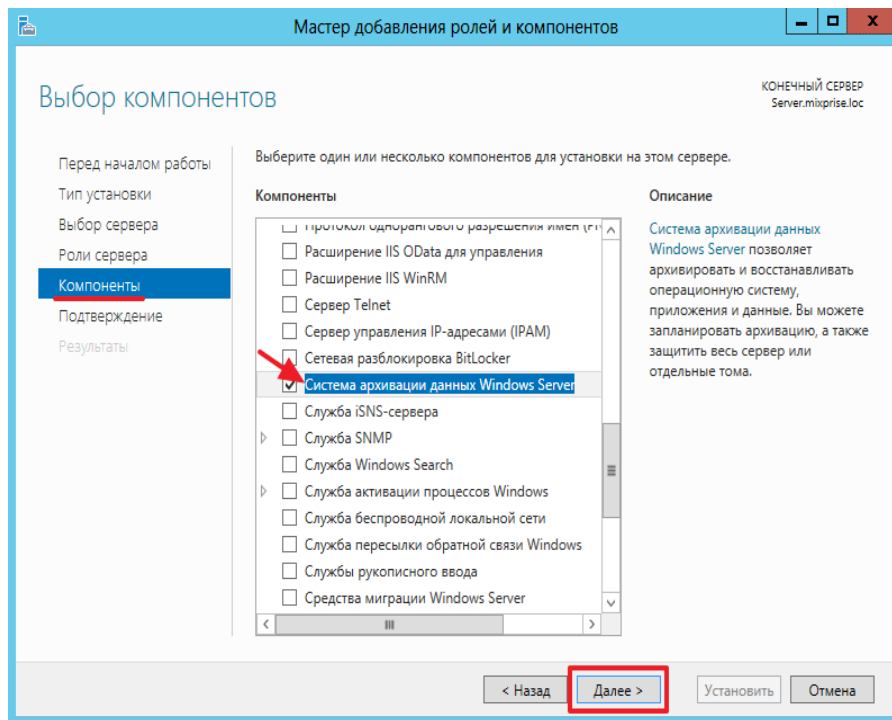 Мастер добавления ролей и компонентов
Выбор компонентов
КОНЕЧНЫЙ СЕРВЕР
Server.mixprise.loc
Перед началом работы
Тип установки
Выбор сервера
Роли сервера
Компоненты
Подтверждение
Результаты
Выберите один или несколько компонентов для установки на этом сервере.
Компоненты
Протокол однорангового разрешения имен (
Расширение IIS OData для управления
Расширение IIS WinRM
Сервер Telnet
Сервер управления IP-адресами (IPAM)
Сетевая разблокировка BitLocker
Система архивации данных Windows Server
Служба iSNS-сервера
Служба SNMP
Служба Windows Search
Служба активации процессов Windows
Служба беспроводной локальной сети
Служба пересылки обратной связи Windows
Службы рукописного ввода
Средства миграции Windows Server
Описание
Система архивации данных
Windows Server позволяет
архивировать и восстанавливать
операционную систему,
приложения и данные. Вы можете
запланировать архивацию, а также
защитить весь сервер или
отдельные тома.
< Назад
Далее >
Установить
Отмена